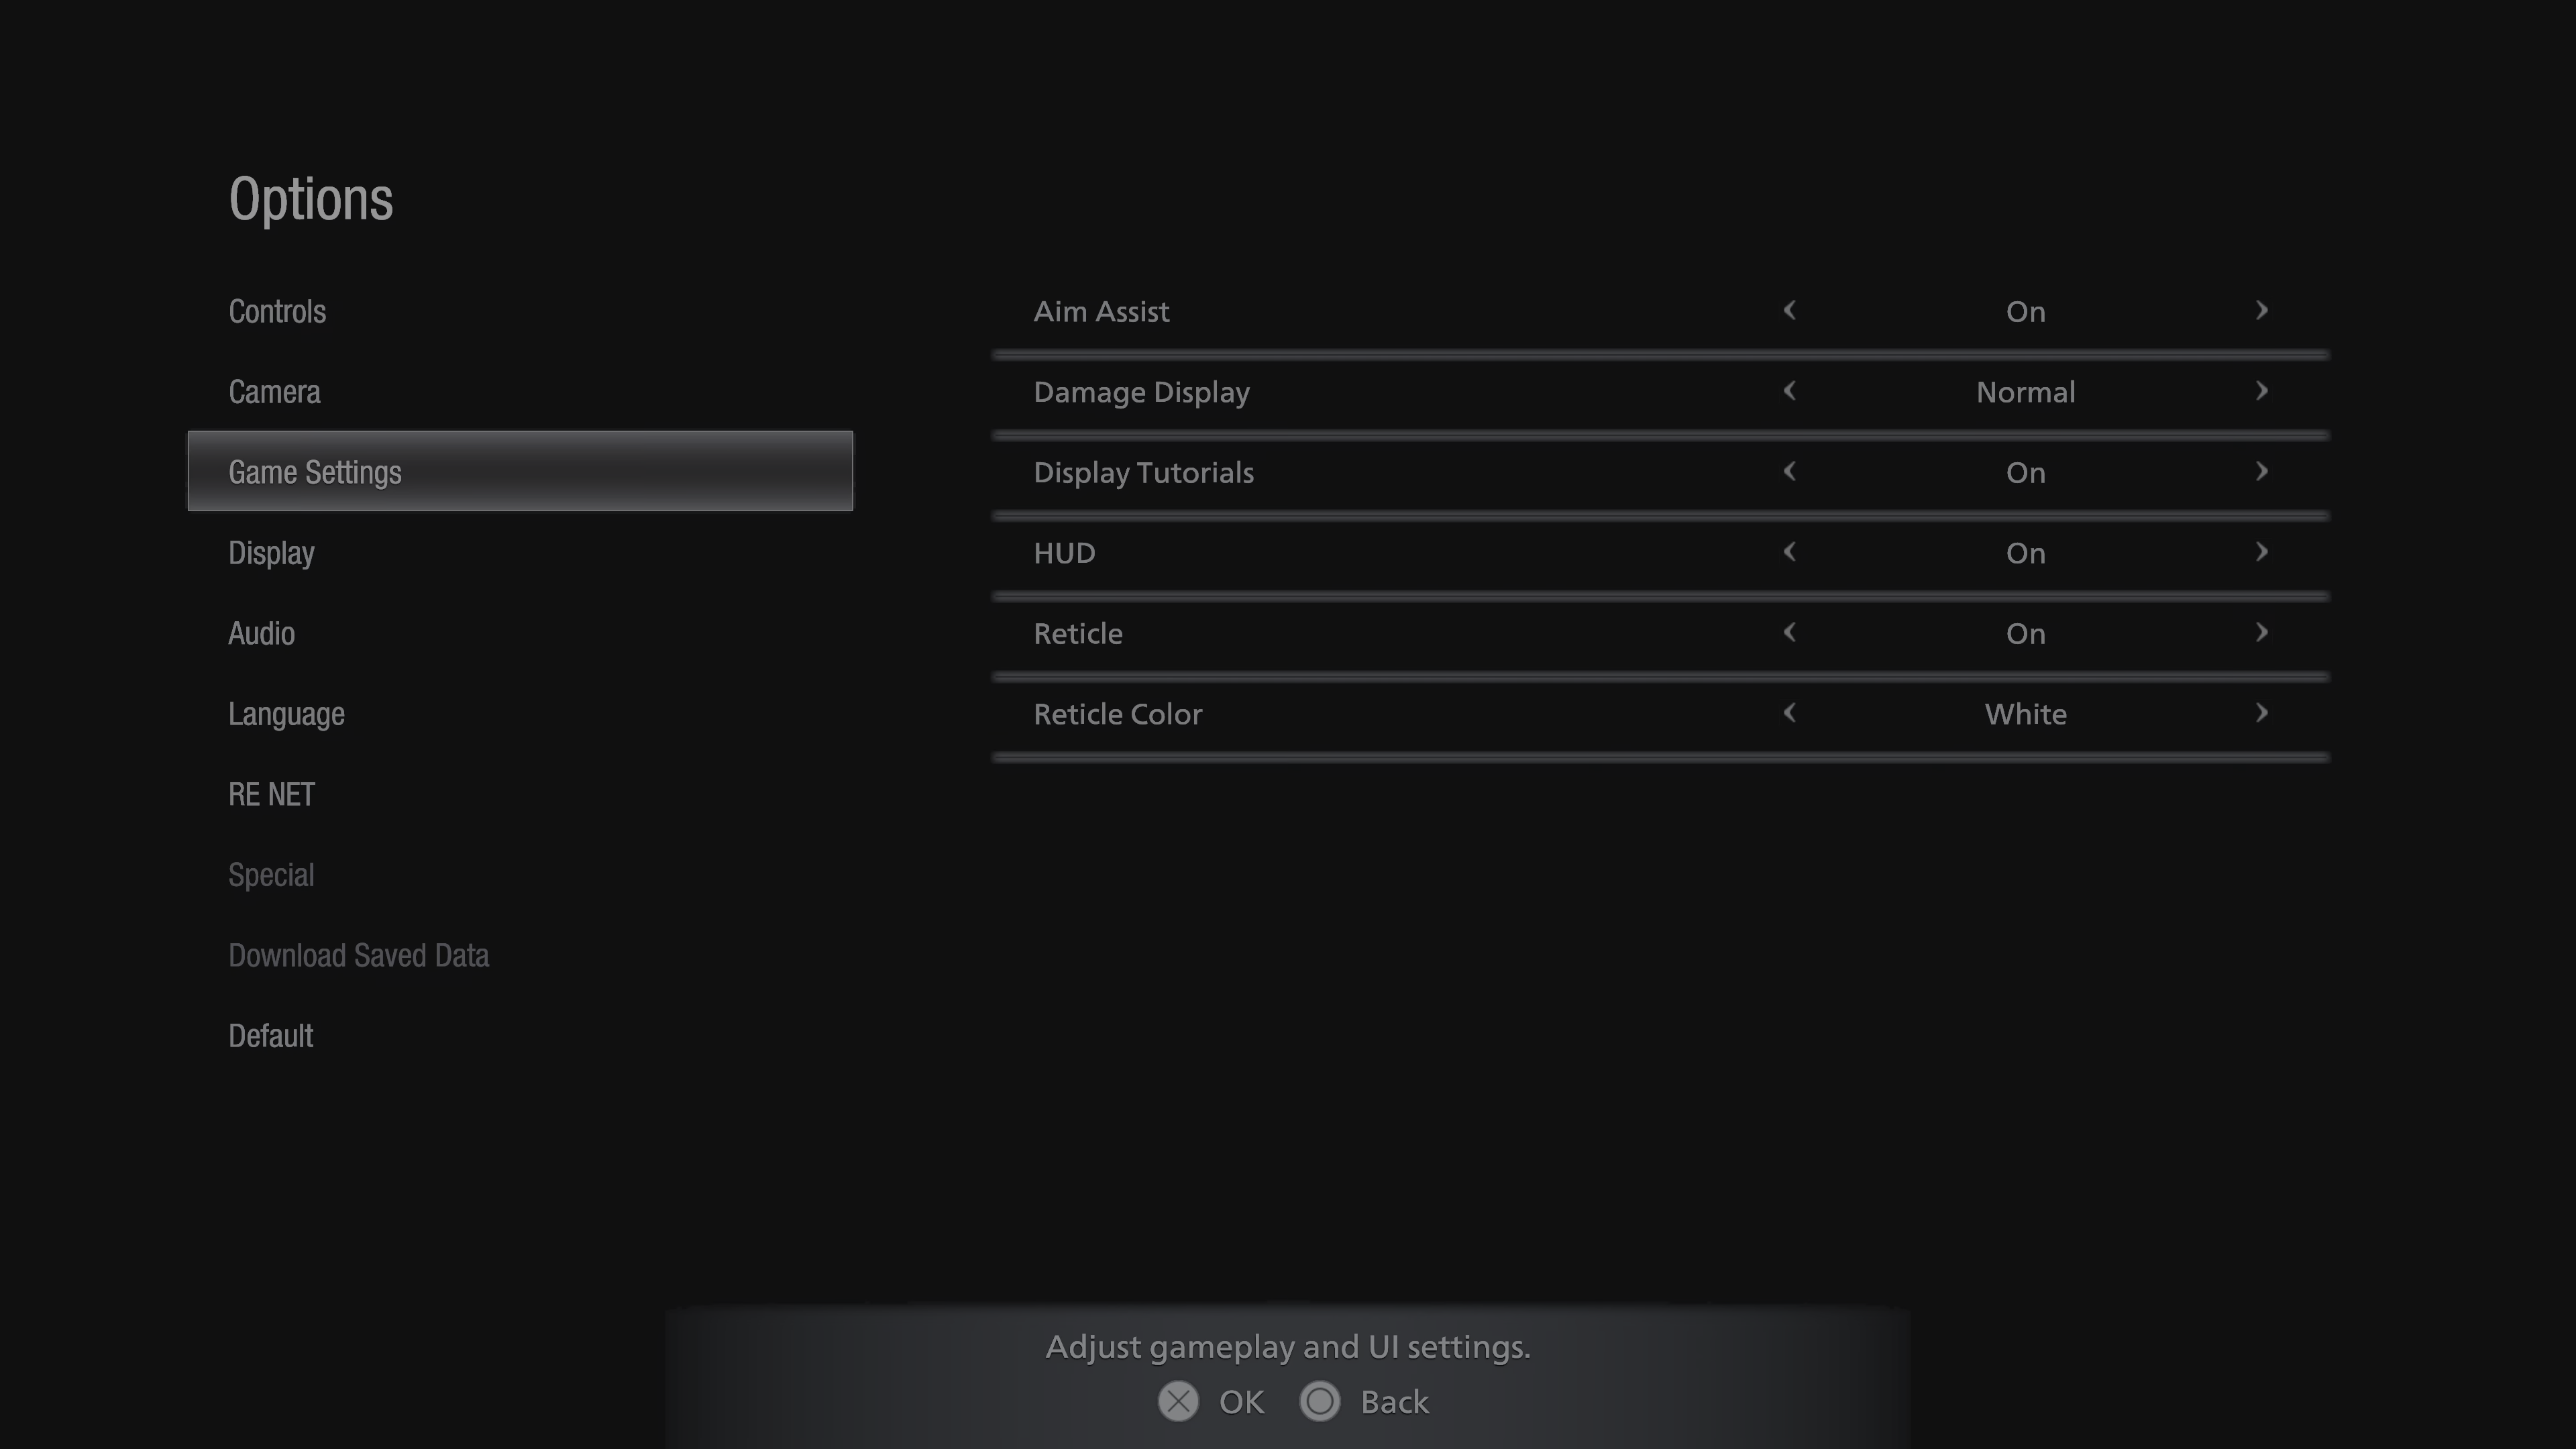 Options
Controls
Camera
Game Settings
Display
Audio
Language
RE NET
Special
Download Saved Data
Default
Aim Assist On
Damage Display Normal
Display Tutorials On
HUD On
Reticle On
Reticle Color White
Adjust gameplay and UI settings.
OK Back